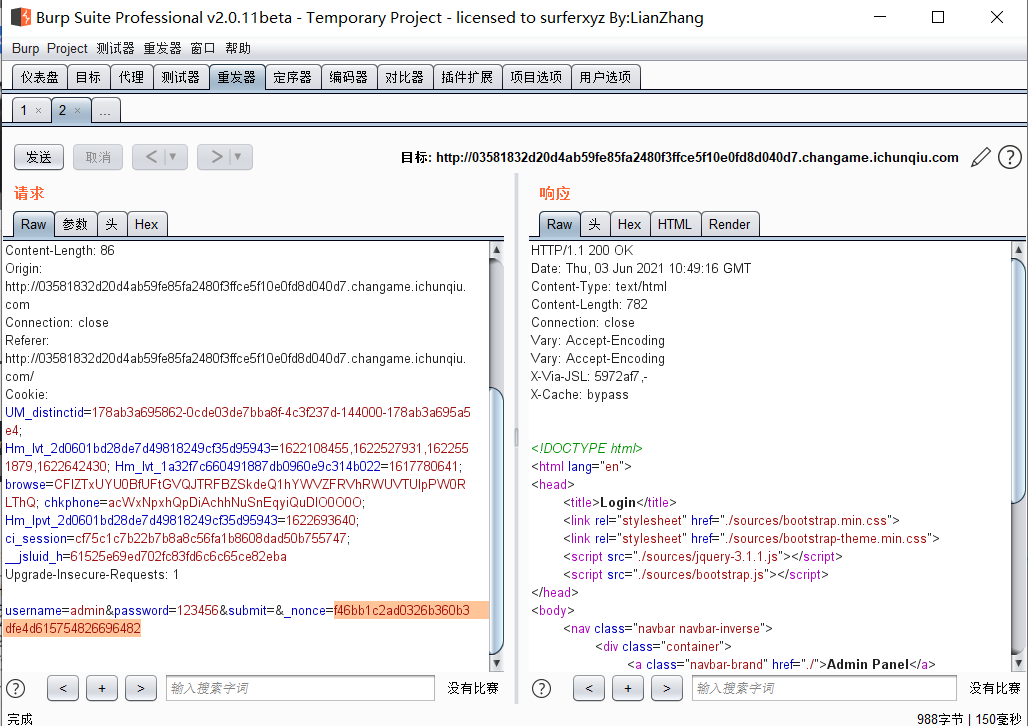 Burp Suite Professional v2.0.11beta - Temporary Project - licensed to surferxyz By:LianZhang
Burp Project 测试器 重发器 窗口 帮助
仪表盘 目标 代理 测试器 重发器 定序器 编码器 对比器 插件扩展 项目选项 用户选项
1 × 2 × ...
发送 取消 < ▼ > ▼ 目标: http://03581832d20d4ab59fe85fa2480f3ffce5f10e0fd8d040d7.changame.ichunqiu.com ?
请求
Raw 参数 头 Hex
Content-Length: 86
Origin:
http://03581832d20d4ab59fe85fa2480f3ffce5f10e0fd8d040d7.changame.ichunqiu.
com
Connection: close
Referer:
http://03581832d20d4ab59fe85fa2480f3ffce5f10e0fd8d040d7.changame.ichunqiu.
com/
Cookie:
UM_distinctid=178ab3a695862-0cde03de7bba8f-4c3f237d-144000-178ab3a695a5
e4;
Hm_lvt_2d0601bd28de7d49818249cf35d95943=1622108455,1622527931,162255
1879,1622642430; Hm_lvt_1a32f7c660491887db0960e9c314b022=1617780641;
browse=CFlZTxUYU0BfUFtGVQJTRFBZSkdeQ1hYWVZFRVhRWUVTUlpPW0R
LThQ; chkphone=acWxNpxhQpDiAchhNuSnEqyiQuDIO0O0O;
Hm_lpvt_2d0601bd28de7d49818249cf35d95943=1622693640;
ci_session=cf75c1c7b22b7b8a8c56fa1b8608dad50b755747;
__jsluid_h=61525e69ed702fc83fd6c6c65ce82eba
Upgrade-Insecure-Requests: 1
username=admin&password=123456&submit=&_nonce=f46bb1c2ad0326b360b3
dfe4d615754826696482
? < + > 输入搜索字词 没有比赛
响应
Raw 头 Hex HTML Render
HTTP/1.1 200 OK
Date: Thu, 03 Jun 2021 10:49:16 GMT
Content-Type: text/html
Content-Length: 782
Connection: close
Vary: Accept-Encoding
Vary: Accept-Encoding
X-Via-JSL: 5972af7,-
X-Cache: bypass
<!DOCTYPE html>
<html lang="en">
<head>
<title>Login</title>
<link rel="stylesheet" href="./sources/bootstrap.min.css">
<link rel="stylesheet" href="./sources/bootstrap-theme.min.css">
<script src="./sources/jquery-3.1.1.js"></script>
<script src="./sources/bootstrap.js"></script>
</head>
<body>
<nav class="navbar navbar-inverse">
<div class="container">
<a class="navbar-brand" href="./">Admin Panel</a>
? < + > 输入搜索字词 没有比赛
完成 988字节 | 150毫秒